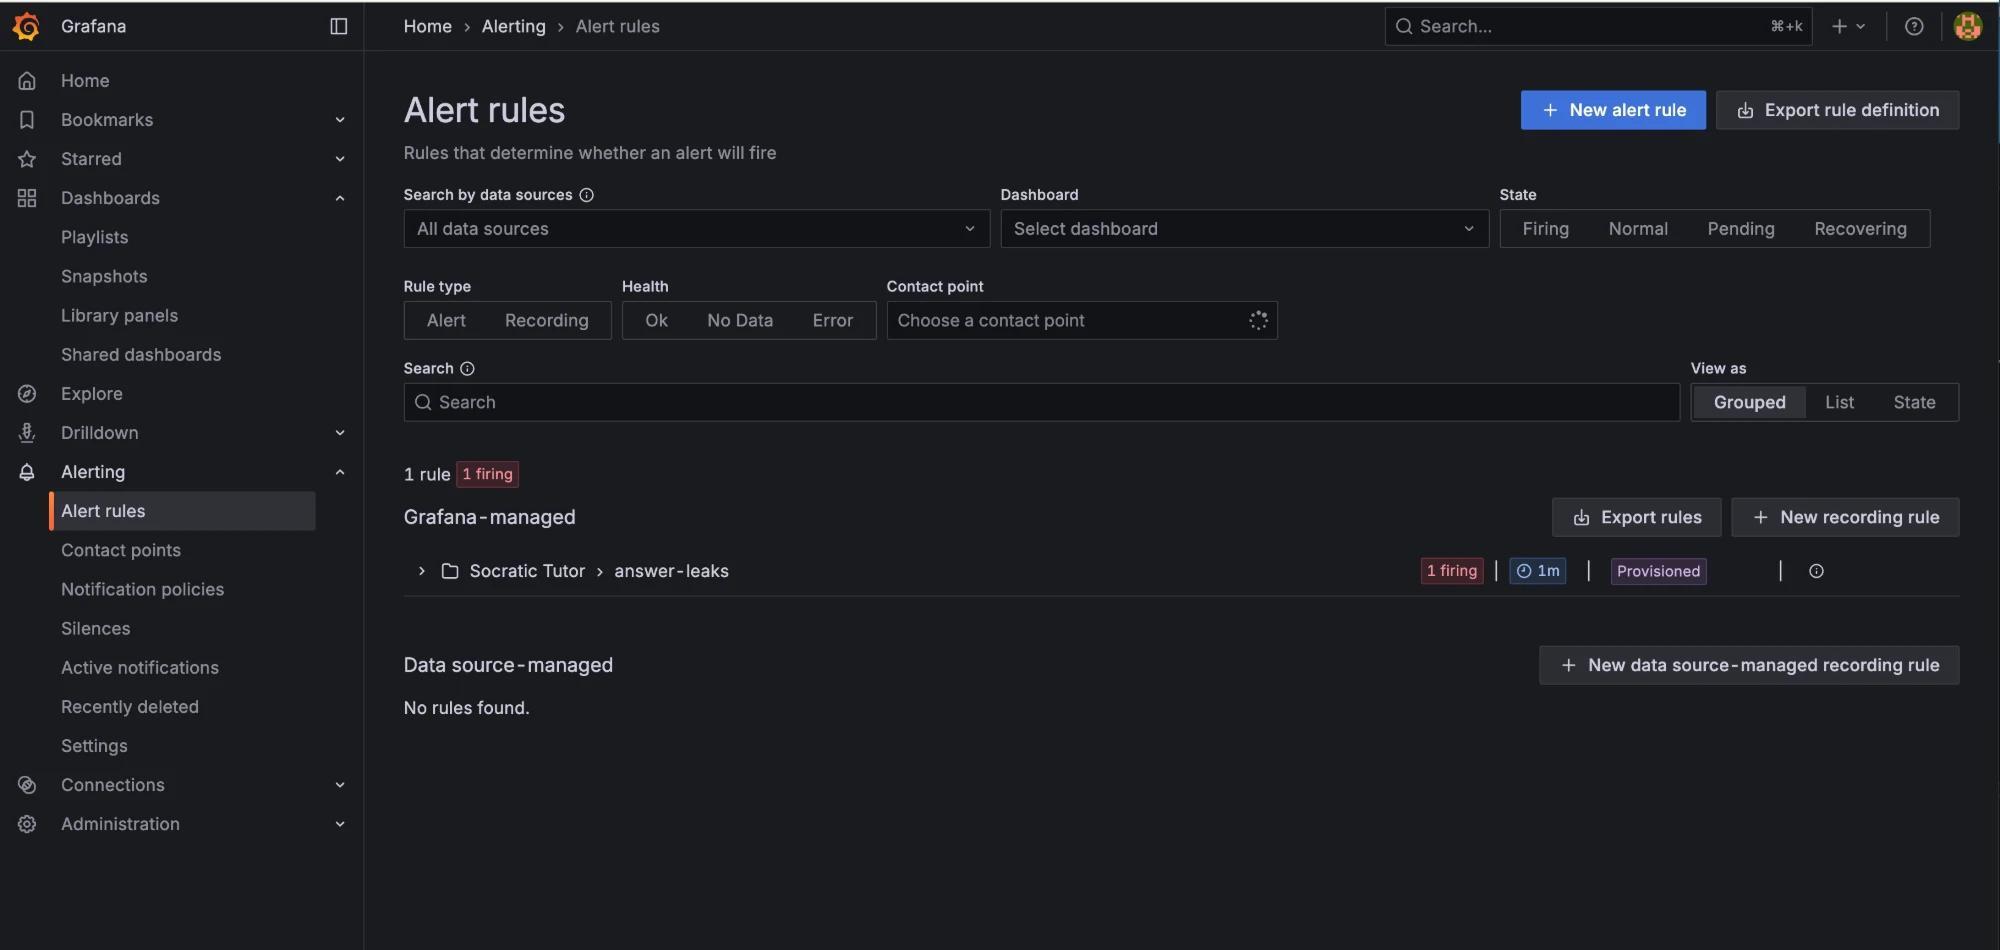 Grafana
Home › Alerting › Alert rules
Search... ⌘+k
Home
Bookmarks
Starred
Dashboards
Playlists
Snapshots
Library panels
Shared dashboards
Explore
Drilldown
Alerting
Alert rules
Contact points
Notification policies
Silences
Active notifications
Recently deleted
Settings
Connections
Administration
Alert rules
+ New alert rule
Export rule definition
Rules that determine whether an alert will fire
Search by data sources
All data sources
Dashboard
Select dashboard
State
Firing Normal Pending Recovering
Rule type
Alert Recording
Health
Ok No Data Error
Contact point
Choose a contact point
Search
Search
View as
Grouped List State
1 rule 1 firing
Grafana-managed
Export rules
+ New recording rule
Socratic Tutor › answer-leaks
1 firing | 1m | Provisioned |
Data source-managed
+ New data source-managed recording rule
No rules found.